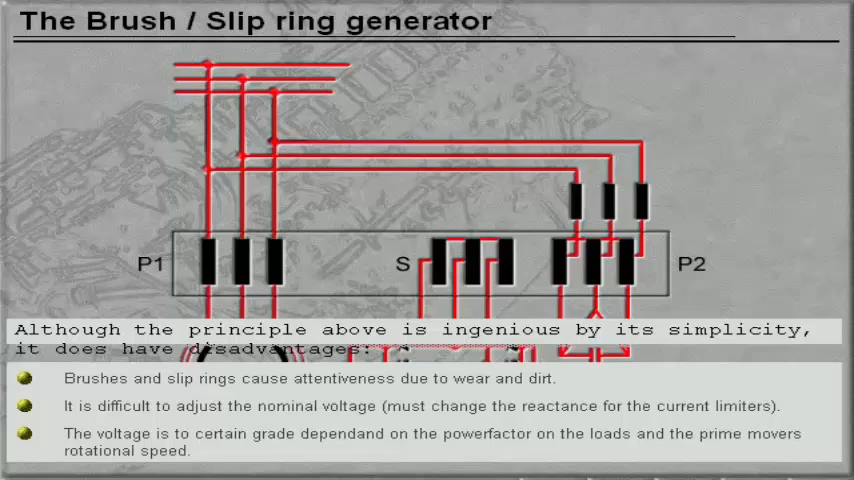 The Brush / Slip ring generator
P1
S
P2
Although the principle above is ingenious by its simplicity,
it does have disadvantages:
Brushes and slip rings cause attentiveness due to wear and dirt.
It is difficult to adjust the nominal voltage (must change the reactance for the current limiters).
The voltage is to certain grade dependand on the powerfactor on the loads and the prime movers
rotational speed.